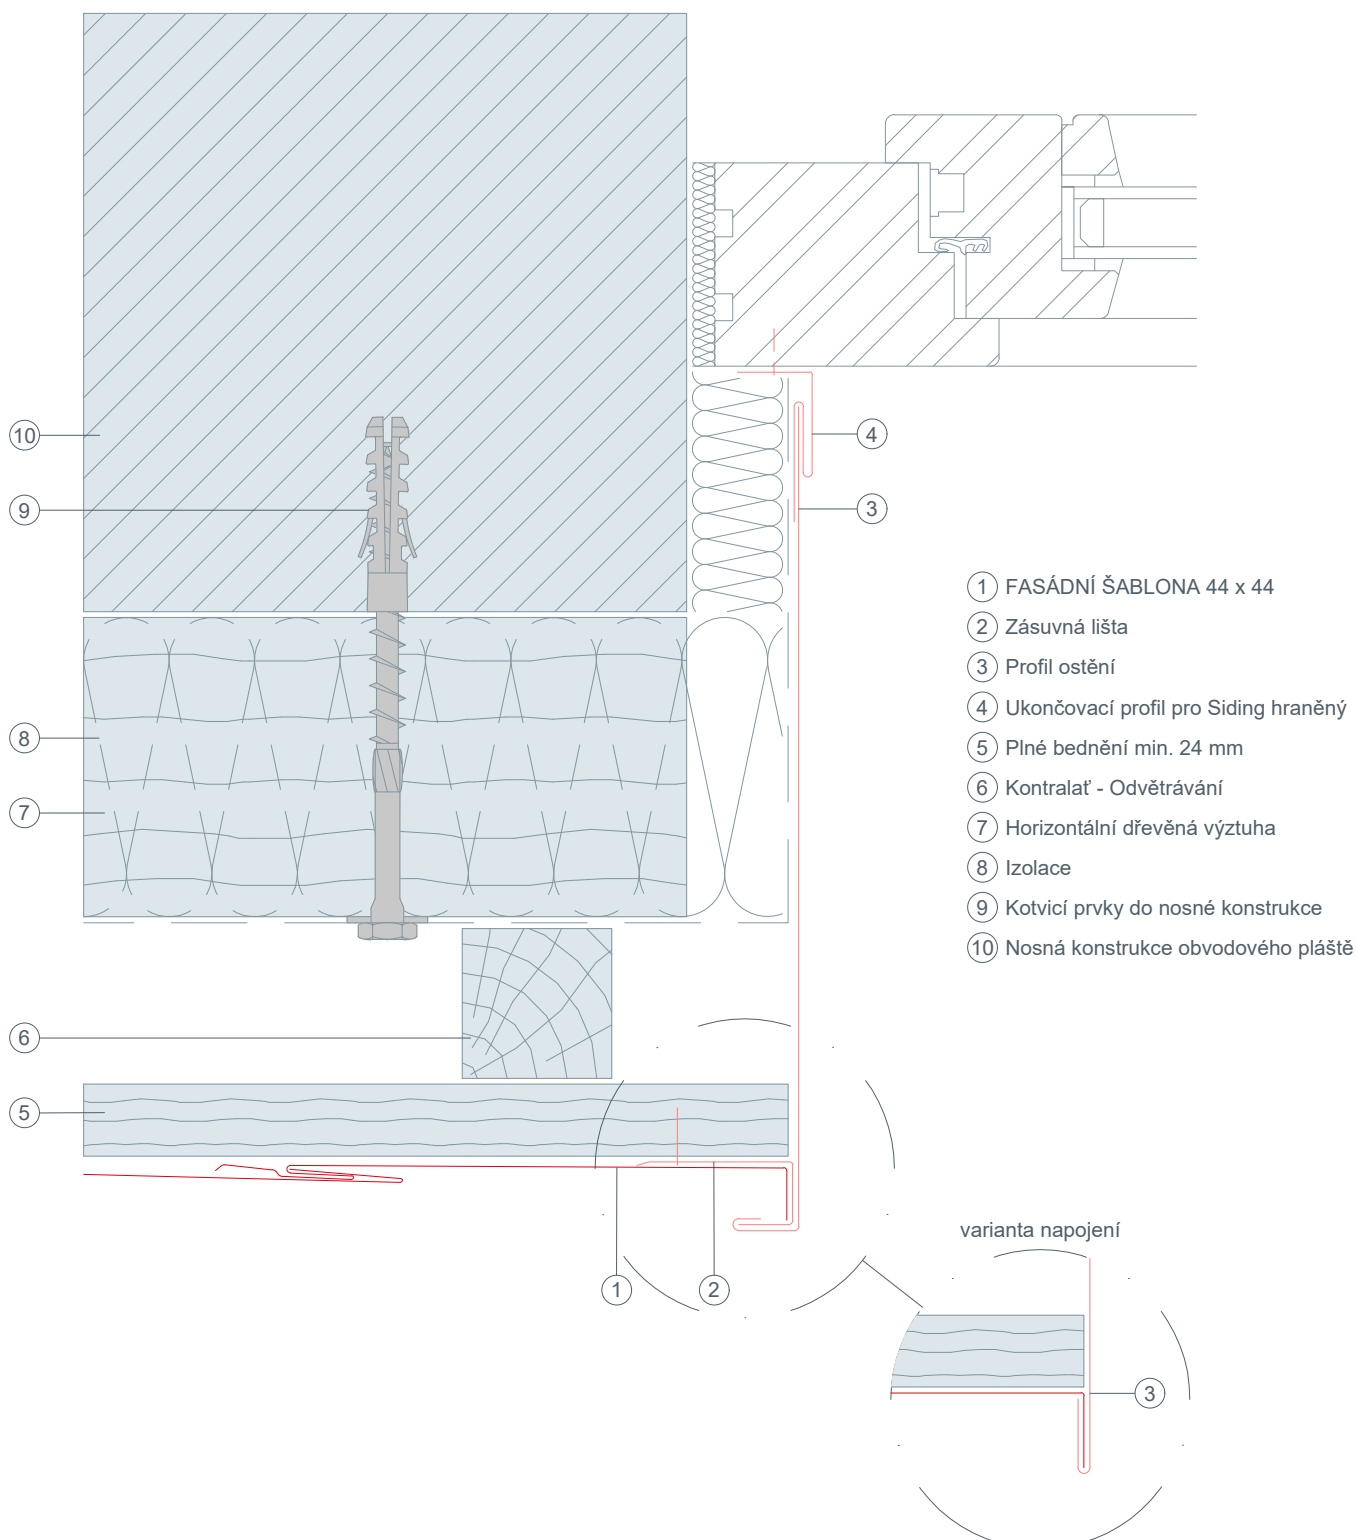 10
4
9
3
1 FASÁDNÍ ŠABLONA 44 x 44
2 Zásuvná lišta
3 Profil ostění
4 Ukončovací profil pro Siding hraněný
5 Plné bednění min. 24 mm
6 Kontralať - Odvětrávání
7 Horizontální dřevěná výztuha
8 Izolace
9 Kotvicí prvky do nosné konstrukce
10 Nosná konstrukce obvodového pláště
8
7
6
5
varianta napojení
1
2
3